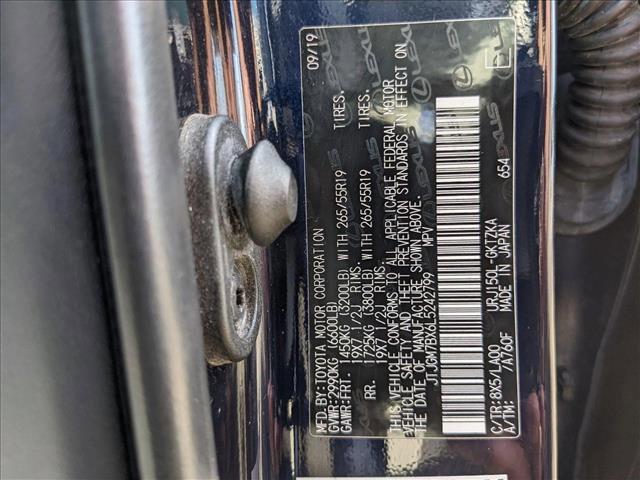 MFD.BY:TOYOTA MOTOR CORPORATION 09/19
GVWR:2990KG (6600LB)
GAWR:FRT. 1450KG (3200LB) WITH 265/55R19 TIRES.
19X7 1/2J RIMS.
RR. 1725KG (3800LB) WITH 265/55R19 TIRES.
19X7 1/2J RIMS.
THIS VEHICLE CONFORMS TO ALL APPLICABLE FEDERAL MOTOR
VEHICLE SAFETY AND THEFT PREVENTION STANDARDS IN EFFECT ON
THE DATE OF MANUFACTURE SHOWN ABOVE.
JTJGM7BX6L5242799 MPV
C/TR:8X5/LA00 URJ150L-GKTZKA
A/TM: /A760F MADE IN JAPAN 654
LEXUS